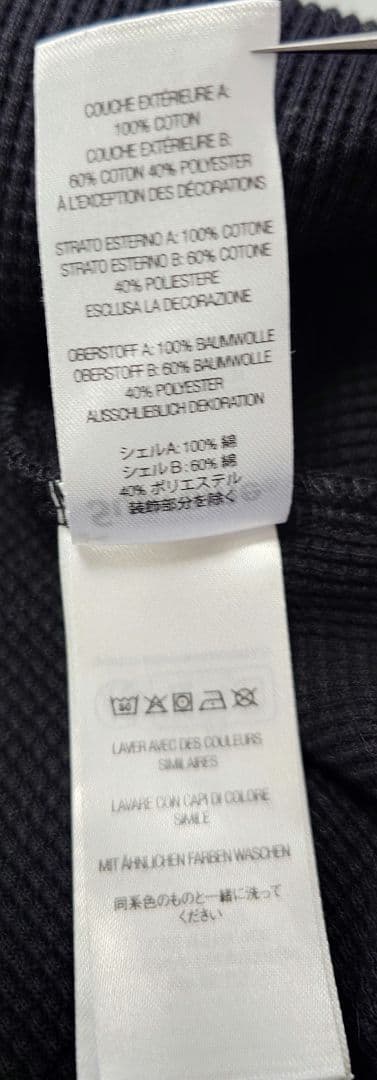 COUCHE EXTÉRIEURE A:
100% COTON
COUCHE EXTÉRIEURE B:
60% COTON 40% POLYESTER
À L'EXCEPTION DES DÉCORATIONS
STRATO ESTERNO A: 100% COTONE
STRATO ESTERNO B: 60% COTONE
40% POLIESTERE
ESCLUSA LA DECORAZIONE
OBERSTOFF A: 100% BAUMWOLLE
OBERSTOFF B: 60% BAUMWOLLE
40% POLYESTER
AUSSCHLIEßLICH DEKORATION
シェル A: 100% 綿
シェル B: 60% 綿
40% ポリエステル
装飾部分を除く
LAVER AVEC DES COULEURS
SIMILAIRES
LAVARE CON CAPI DI COLORE
SIMILE
MIT ÄHNLICHEN FARBEN WASCHEN
同系色のものと一緒に洗って
ください